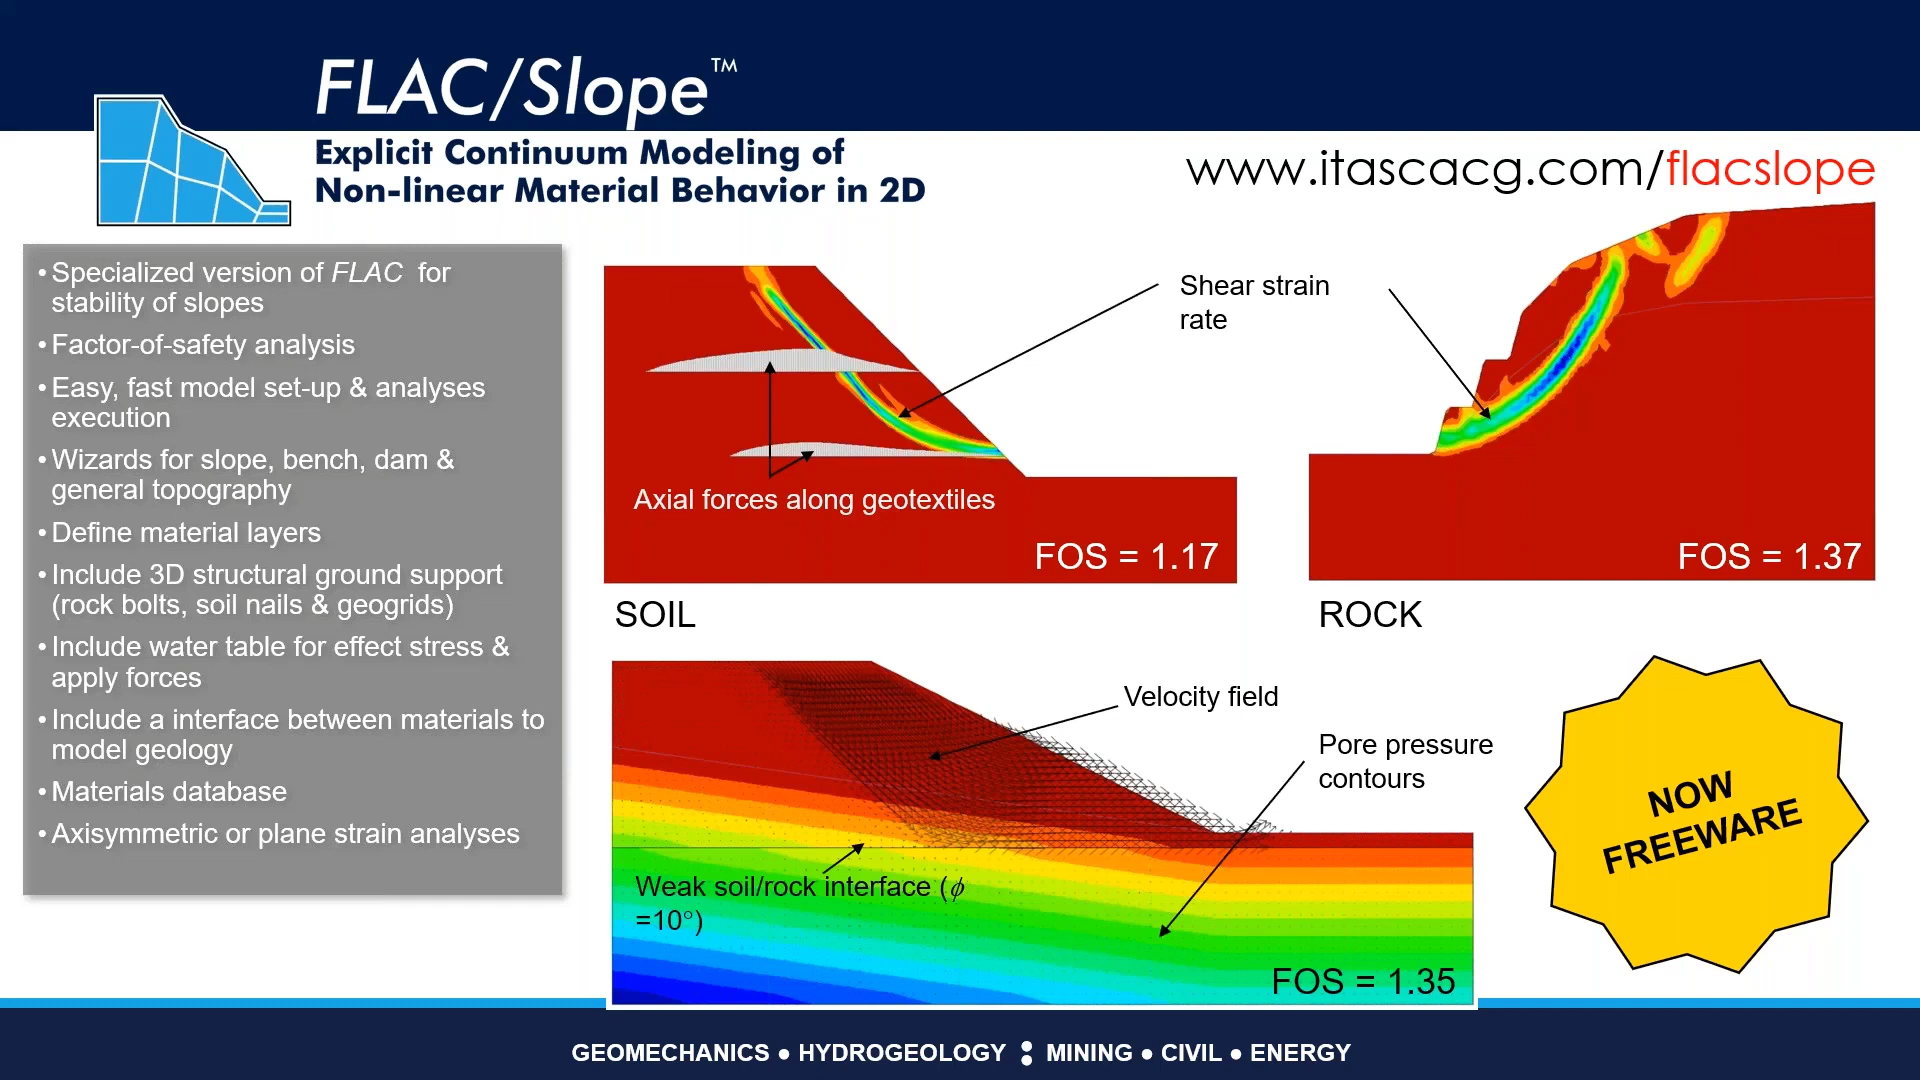 FLAC/Slope™
Explicit Continuum Modeling of
Non-linear Material Behavior in 2D
www.itascacg.com/flacslope
• Specialized version of FLAC for
stability of slopes
• Factor-of-safety analysis
• Easy, fast model set-up & analyses
execution
• Wizards for slope, bench, dam &
general topography
• Define material layers
• Include 3D structural ground support
(rock bolts, soil nails & geogrids)
• Include water table for effect stress &
apply forces
• Include a interface between materials to
model geology
• Materials database
• Axisymmetric or plane strain analyses
Shear strain
rate
Axial forces along geotextiles
FOS = 1.17
FOS = 1.37
SOIL
ROCK
Velocity field
Pore pressure
contours
Weak soil/rock interface (ϕ
=10°)
FOS = 1.35
NOW
FREEWARE
GEOMECHANICS ● HYDROGEOLOGY : MINING ● CIVIL ● ENERGY